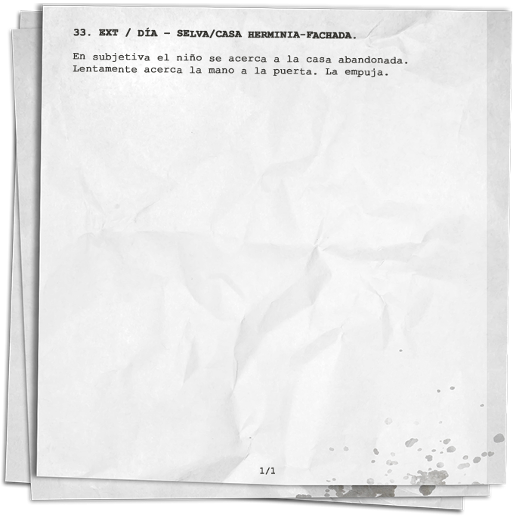 33. EXT / DÍA – SELVA/CASA HERMINIA-FACHADA.
En subjetiva el niño se acerca a la casa abandonada.
Lentamente acerca la mano a la puerta. La empuja.
1/1